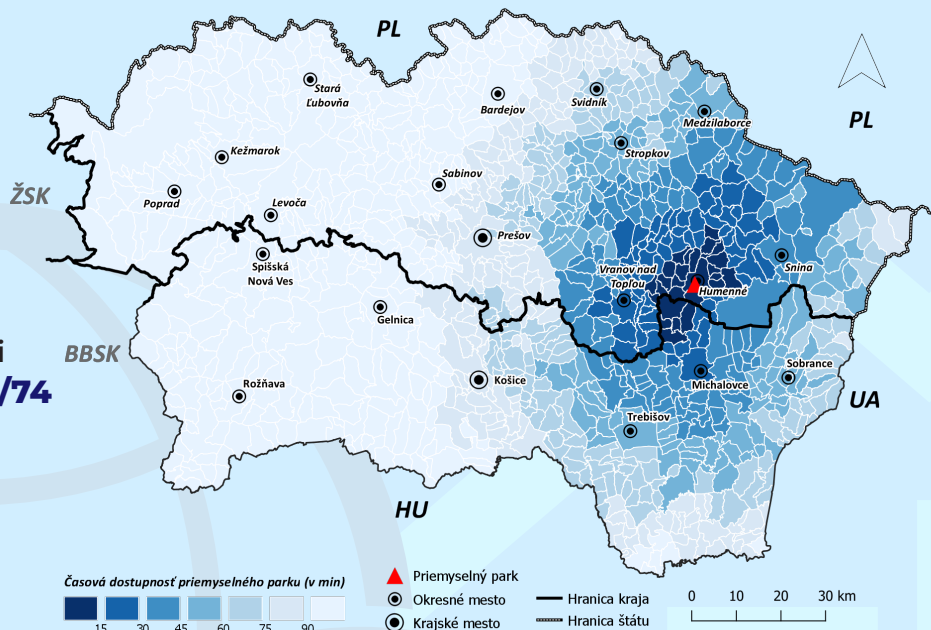 PL
Stará
Ľubovňa
Bardejov
Svidník
Medzilaborce
PL
Stropkov
Kežmarok
Sabinov
ŽSK
Poprad
Levoča
Prešov
Spišská
Nová Ves
Vranov nad
Topľou
Snina
Humenné
Gelnica
i
BBSK
/74
Rožňava
Košice
Michalovce
Sobrance
UA
Trebišov
HU
Časová dostupnosť priemyselného parku (v min)
15 30 45 60 75 90
Priemyselný park
Okresné mesto
Krajské mesto
Hranica kraja
Hranica štátu
0 10 20 30 km